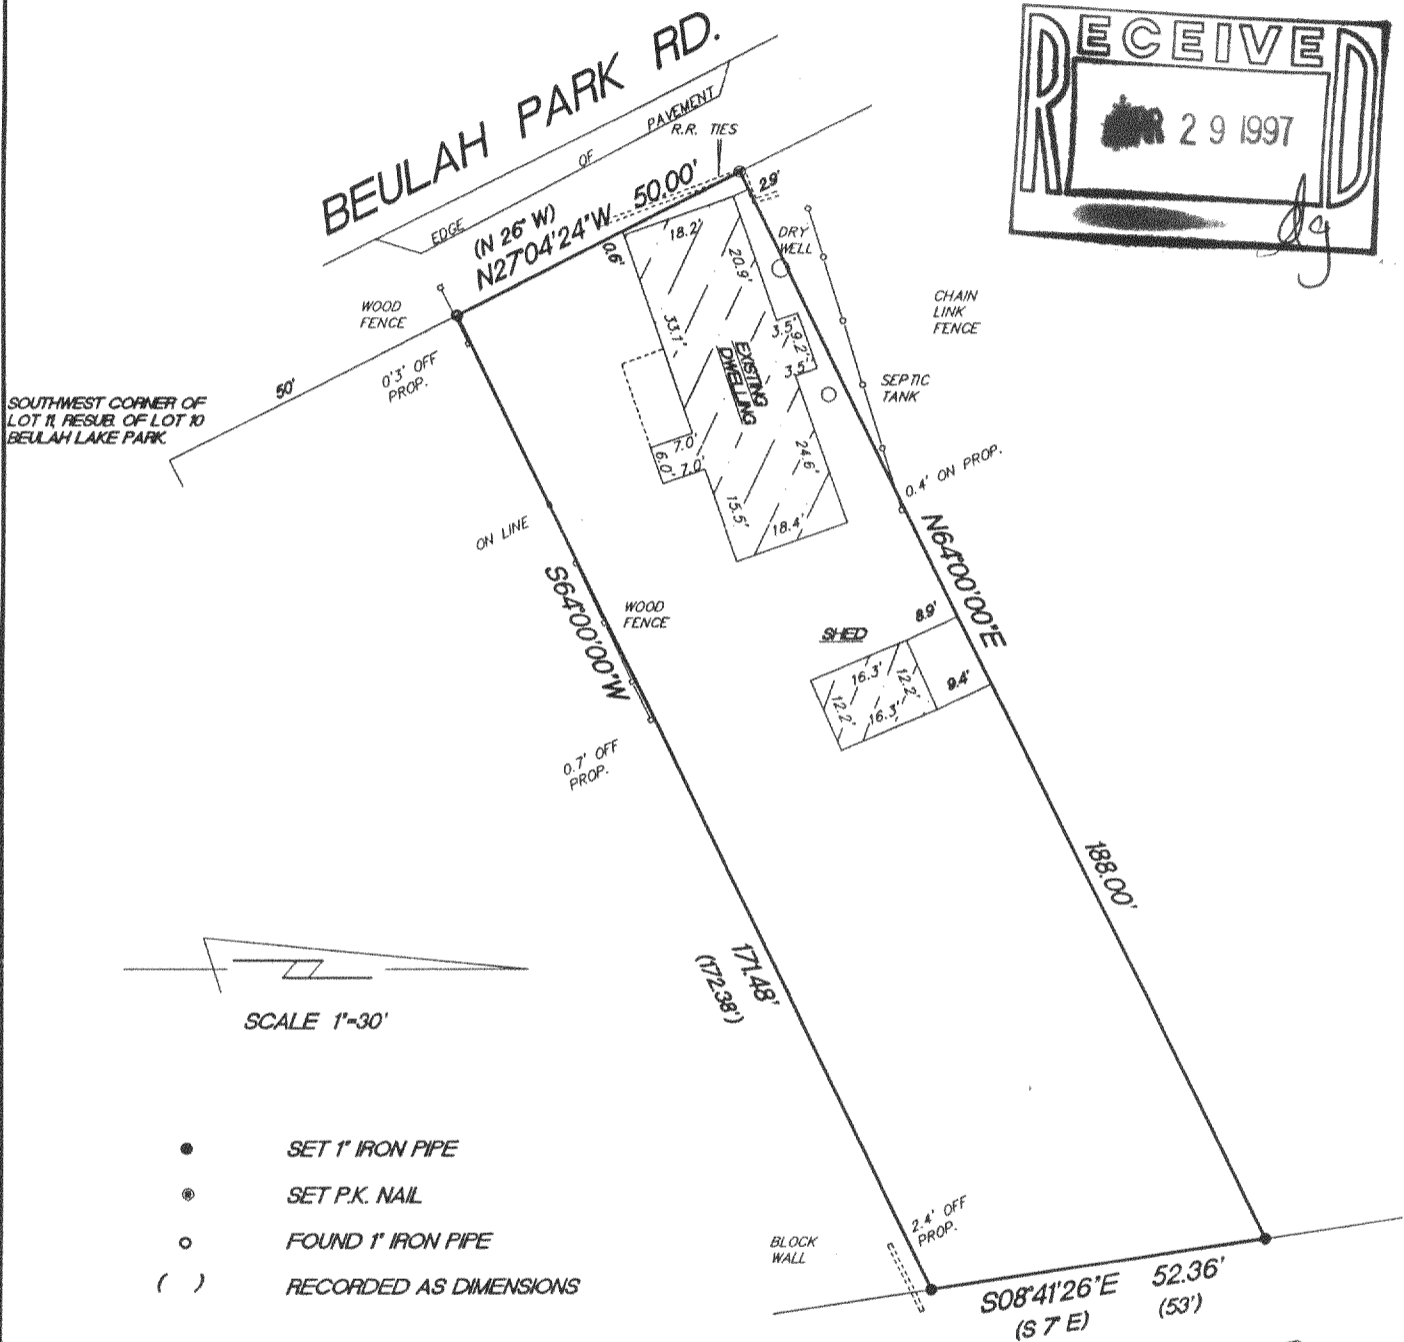 BEULAH PARK RD.
RECEIVED
29 1997
dg
EDGE OF PAVEMENT
R.R. TIES
(N 26° W)
N27°04'24"W 50.00'
2.9'
18.2'
0.6'
20.9'
DRY
WELL
WOOD
FENCE
CHAIN
LINK
FENCE
33.1'
3.5'
9.2'
3.5'
EXISTING
DWELLING
0'3' OFF
PROP.
50'
SEPTIC
TANK
SOUTHWEST CORNER OF
LOT 11, RESUB. OF LOT 10
BEULAH LAKE PARK.
7.0'
6.0'
7.0'
24.6'
0.4' ON PROP.
15.5'
18.4'
ON LINE
N64°00'00"E
S64°00'00"W
WOOD
FENCE
8.9'
SHED
16.3'
12.2'
9.4'
12.2'
16.3'
0.7' OFF
PROP.
188.00'
171.48'
(172.38')
SCALE 1"=30'
SET 1" IRON PIPE
SET P.K. NAIL
FOUND 1" IRON PIPE
( ) RECORDED AS DIMENSIONS
2.4' OFF
PROP.
BLOCK
WALL
S08°41'26"E 52.36'
(S 7° E) (53')